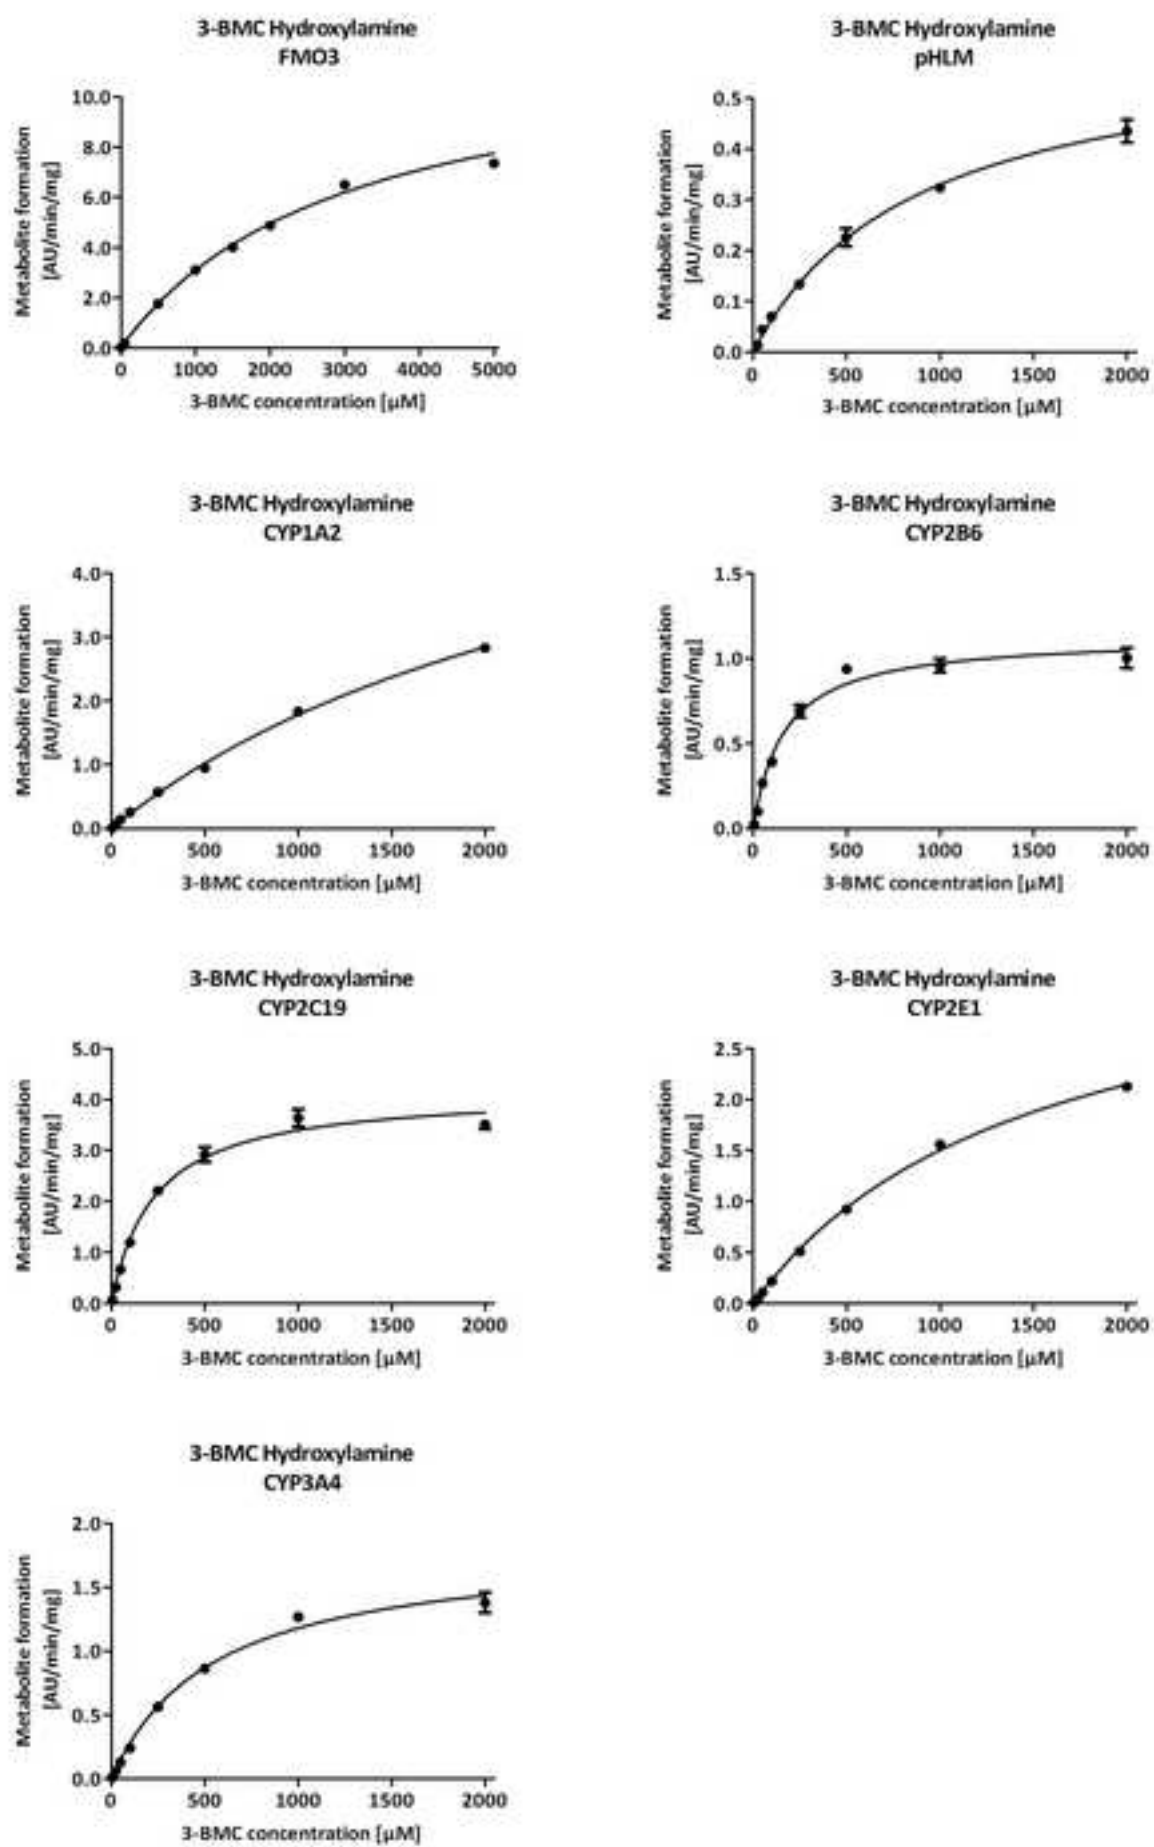 3-BMC Hydroxylamine
FMO3
Metabolite formation
[AU/min/mg]
10.0
8.0
6.0
4.0
2.0
0.0
0 1000 2000 3000 4000 5000
3-BMC concentration [µM]
3-BMC Hydroxylamine
pHLM
Metabolite formation
[AU/min/mg]
0.5
0.4
0.3
0.2
0.1
0.0
0 500 1000 1500 2000
3-BMC concentration [µM]
3-BMC Hydroxylamine
CYP1A2
Metabolite formation
[AU/min/mg]
4.0
3.0
2.0
1.0
0.0
0 500 1000 1500 2000
3-BMC concentration [µM]
3-BMC Hydroxylamine
CYP2B6
Metabolite formation
[AU/min/mg]
1.5
1.0
0.5
0.0
0 500 1000 1500 2000
3-BMC concentration [µM]
3-BMC Hydroxylamine
CYP2C19
Metabolite formation
[AU/min/mg]
5.0
4.0
3.0
2.0
1.0
0.0
0 500 1000 1500 2000
3-BMC concentration [µM]
3-BMC Hydroxylamine
CYP2E1
Metabolite formation
[AU/min/mg]
2.5
2.0
1.5
1.0
0.5
0.0
0 500 1000 1500 2000
3-BMC concentration [µM]
3-BMC Hydroxylamine
CYP3A4
Metabolite formation
[AU/min/mg]
2.0
1.5
1.0
0.5
0.0
0 500 1000 1500 2000
3-BMC concentration [µM]